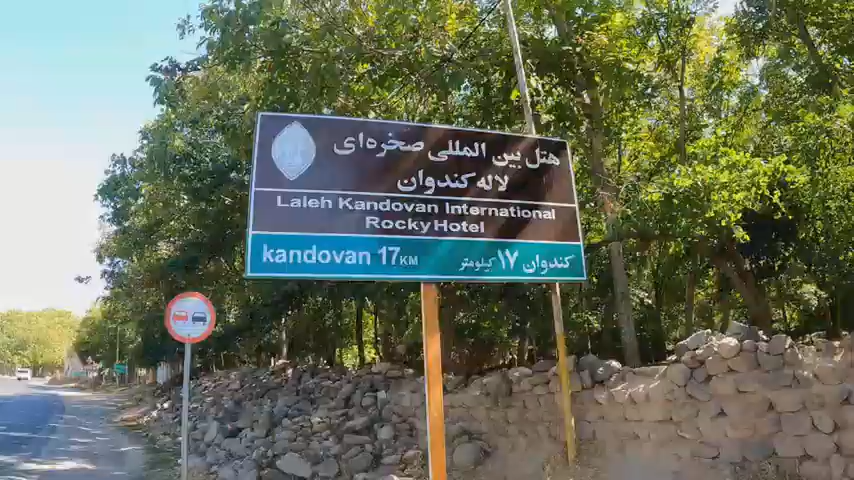 هتل بین المللی صخره‌ای
لاله کندوان
Laleh Kandovan International
Rocky Hotel
kandovan 17KM
کندوان ۱۷ کیلومتر